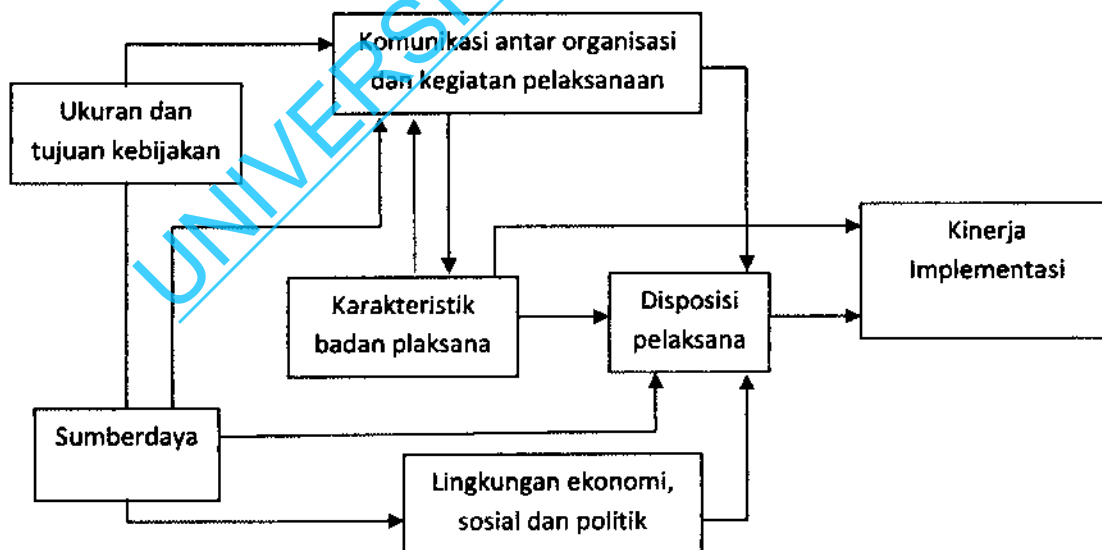 Komunikasi antar organisasi
dan kegiatan pelaksanaan
Ukuran dan
tujuan kebijakan
UNIVERSI
Kinerja
Implementasi
Karakteristik
badan plaksana
Disposisi
pelaksana
Sumberdaya
Lingkungan ekonomi,
sosial dan politik